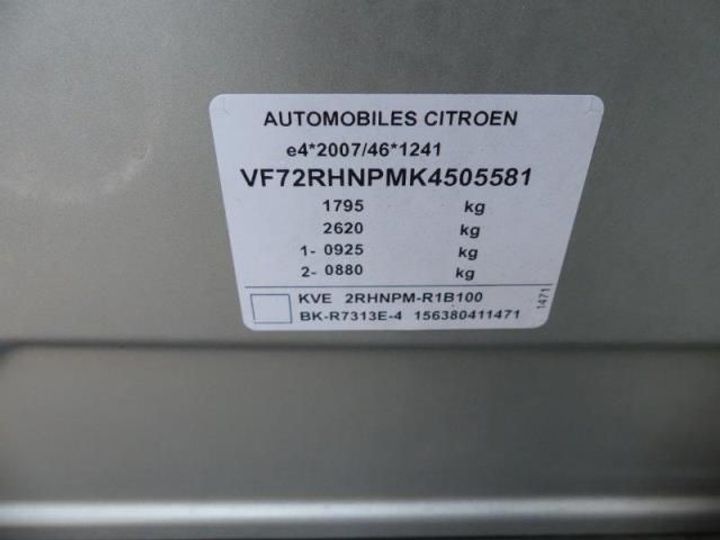 AUTOMOBILES CITROEN
e4*2007/46*1241
VF72RHNPMK4505581
1795 kg
2620 kg
1- 0925 kg
2- 0880 kg
KVE 2RHNPM-R1B100
BK-R7313E-4 156380411471
1471